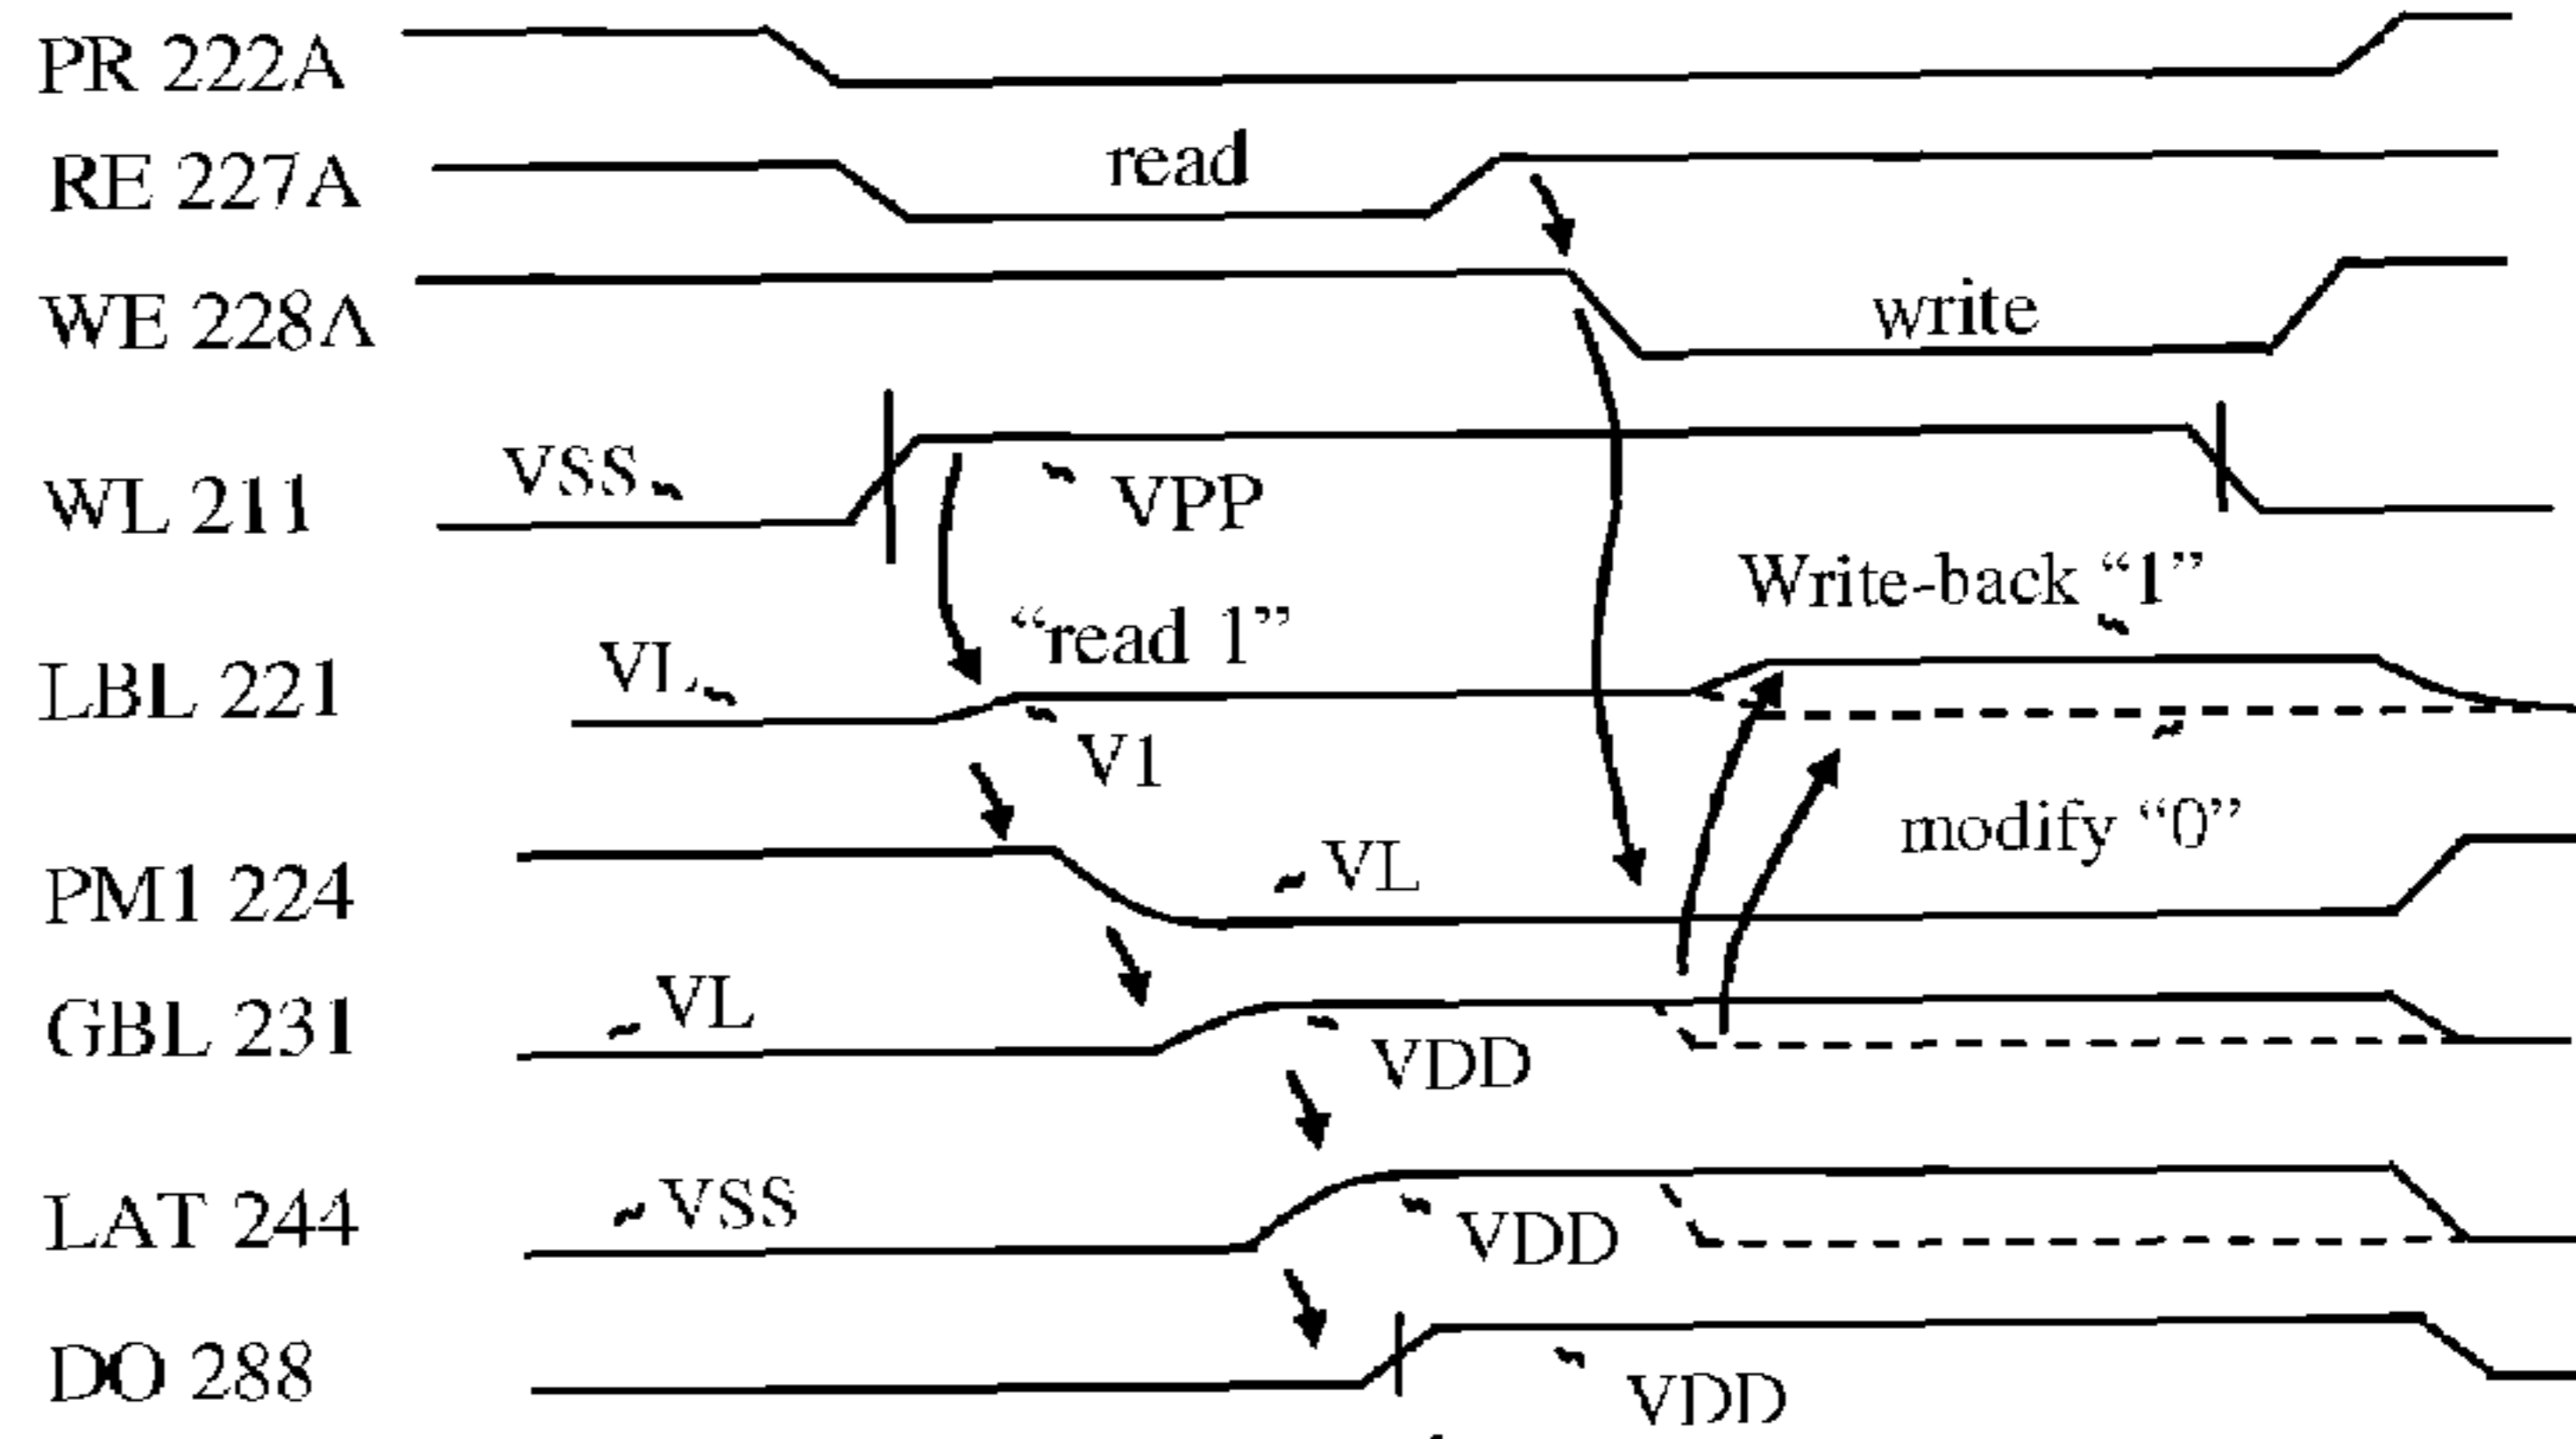 PR 222A
RE 227A read
WE 228A write
WL 211 VSS VPP
Write-back “1”
LBL 221 VL “read 1” V1
modify “0”
PM1 224 VL
GBL 231 VL VDD
LAT 244 VSS VDD
DO 288 VDD